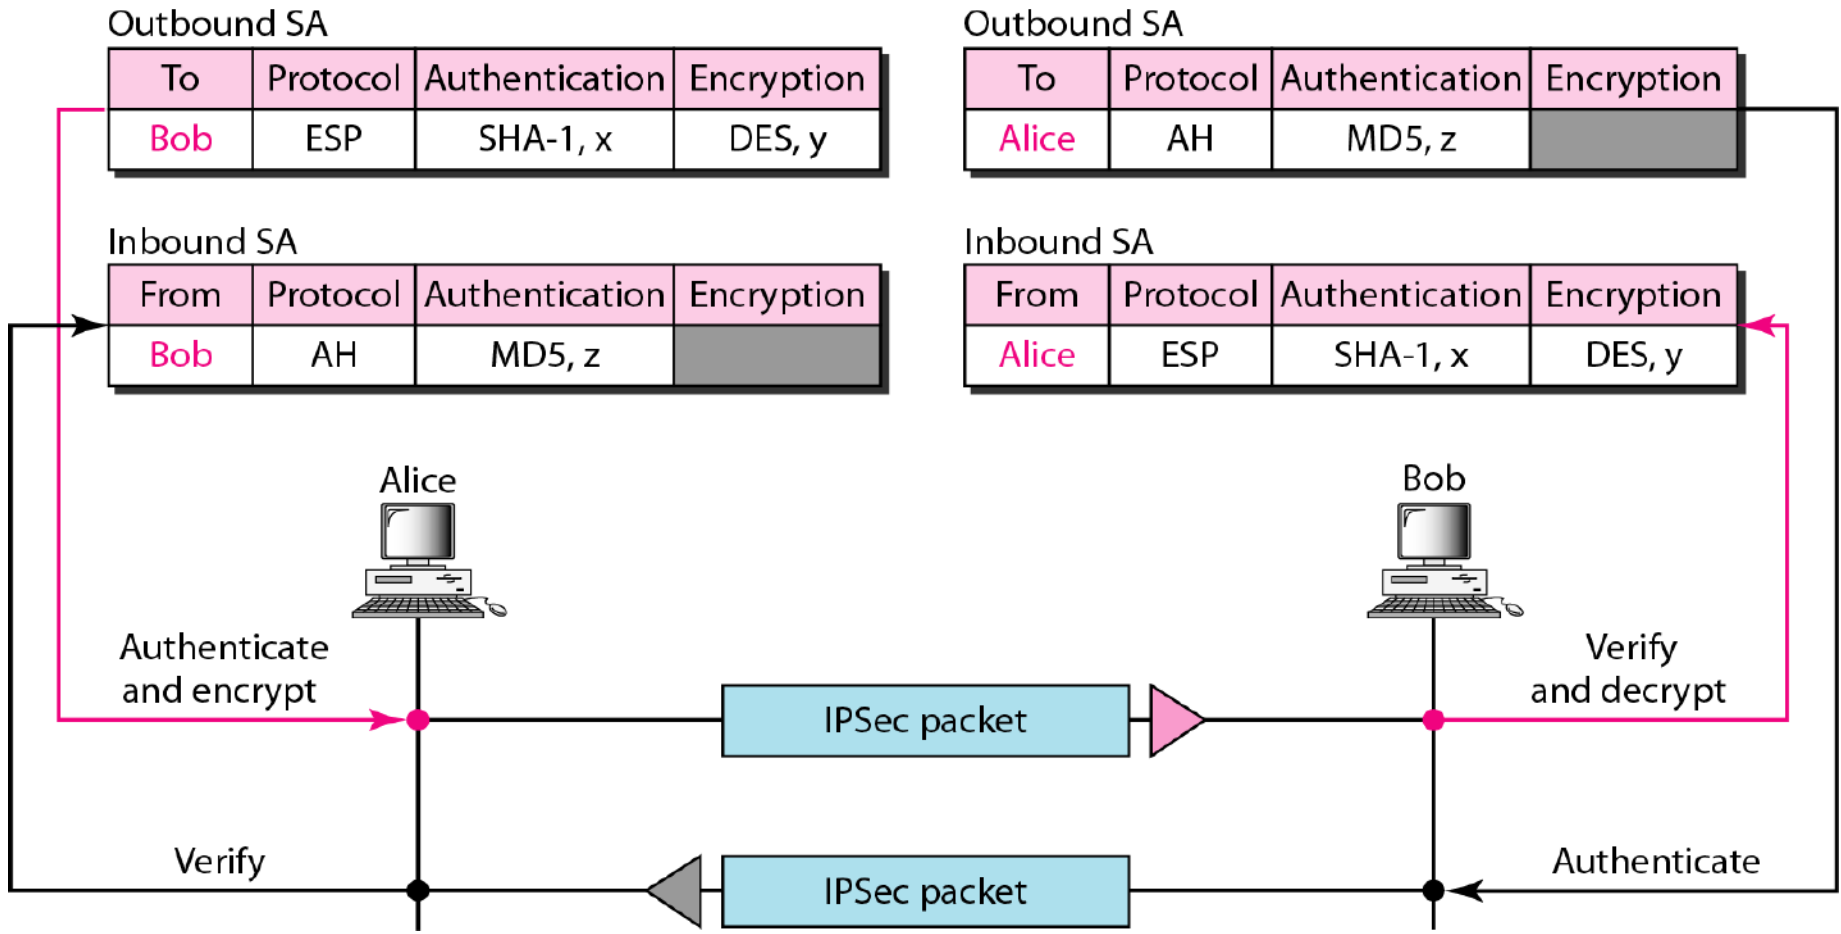 Outbound SA
To Protocol Authentication Encryption
Bob ESP SHA-1, x DES, y
Inbound SA
From Protocol Authentication Encryption
Bob AH MD5, z
Outbound SA
To Protocol Authentication Encryption
Alice AH MD5, z
Inbound SA
From Protocol Authentication Encryption
Alice ESP SHA-1, x DES, y
Alice
Bob
Authenticate
and encrypt
IPSec packet
Verify
and decrypt
Verify
IPSec packet
Authenticate